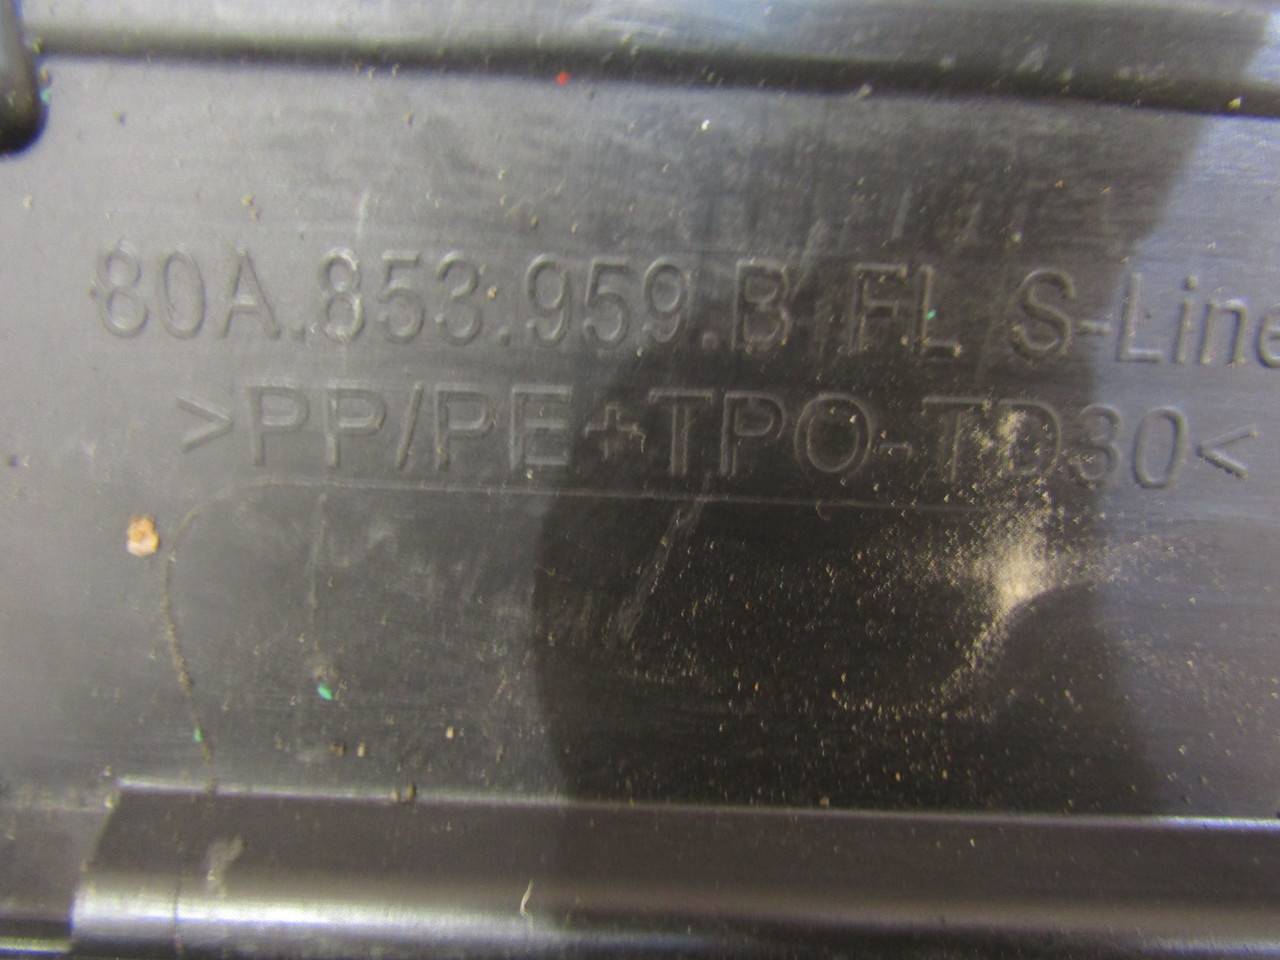 80A.853.959.B FL S-Line
>PP/PE+TPO-TD30<